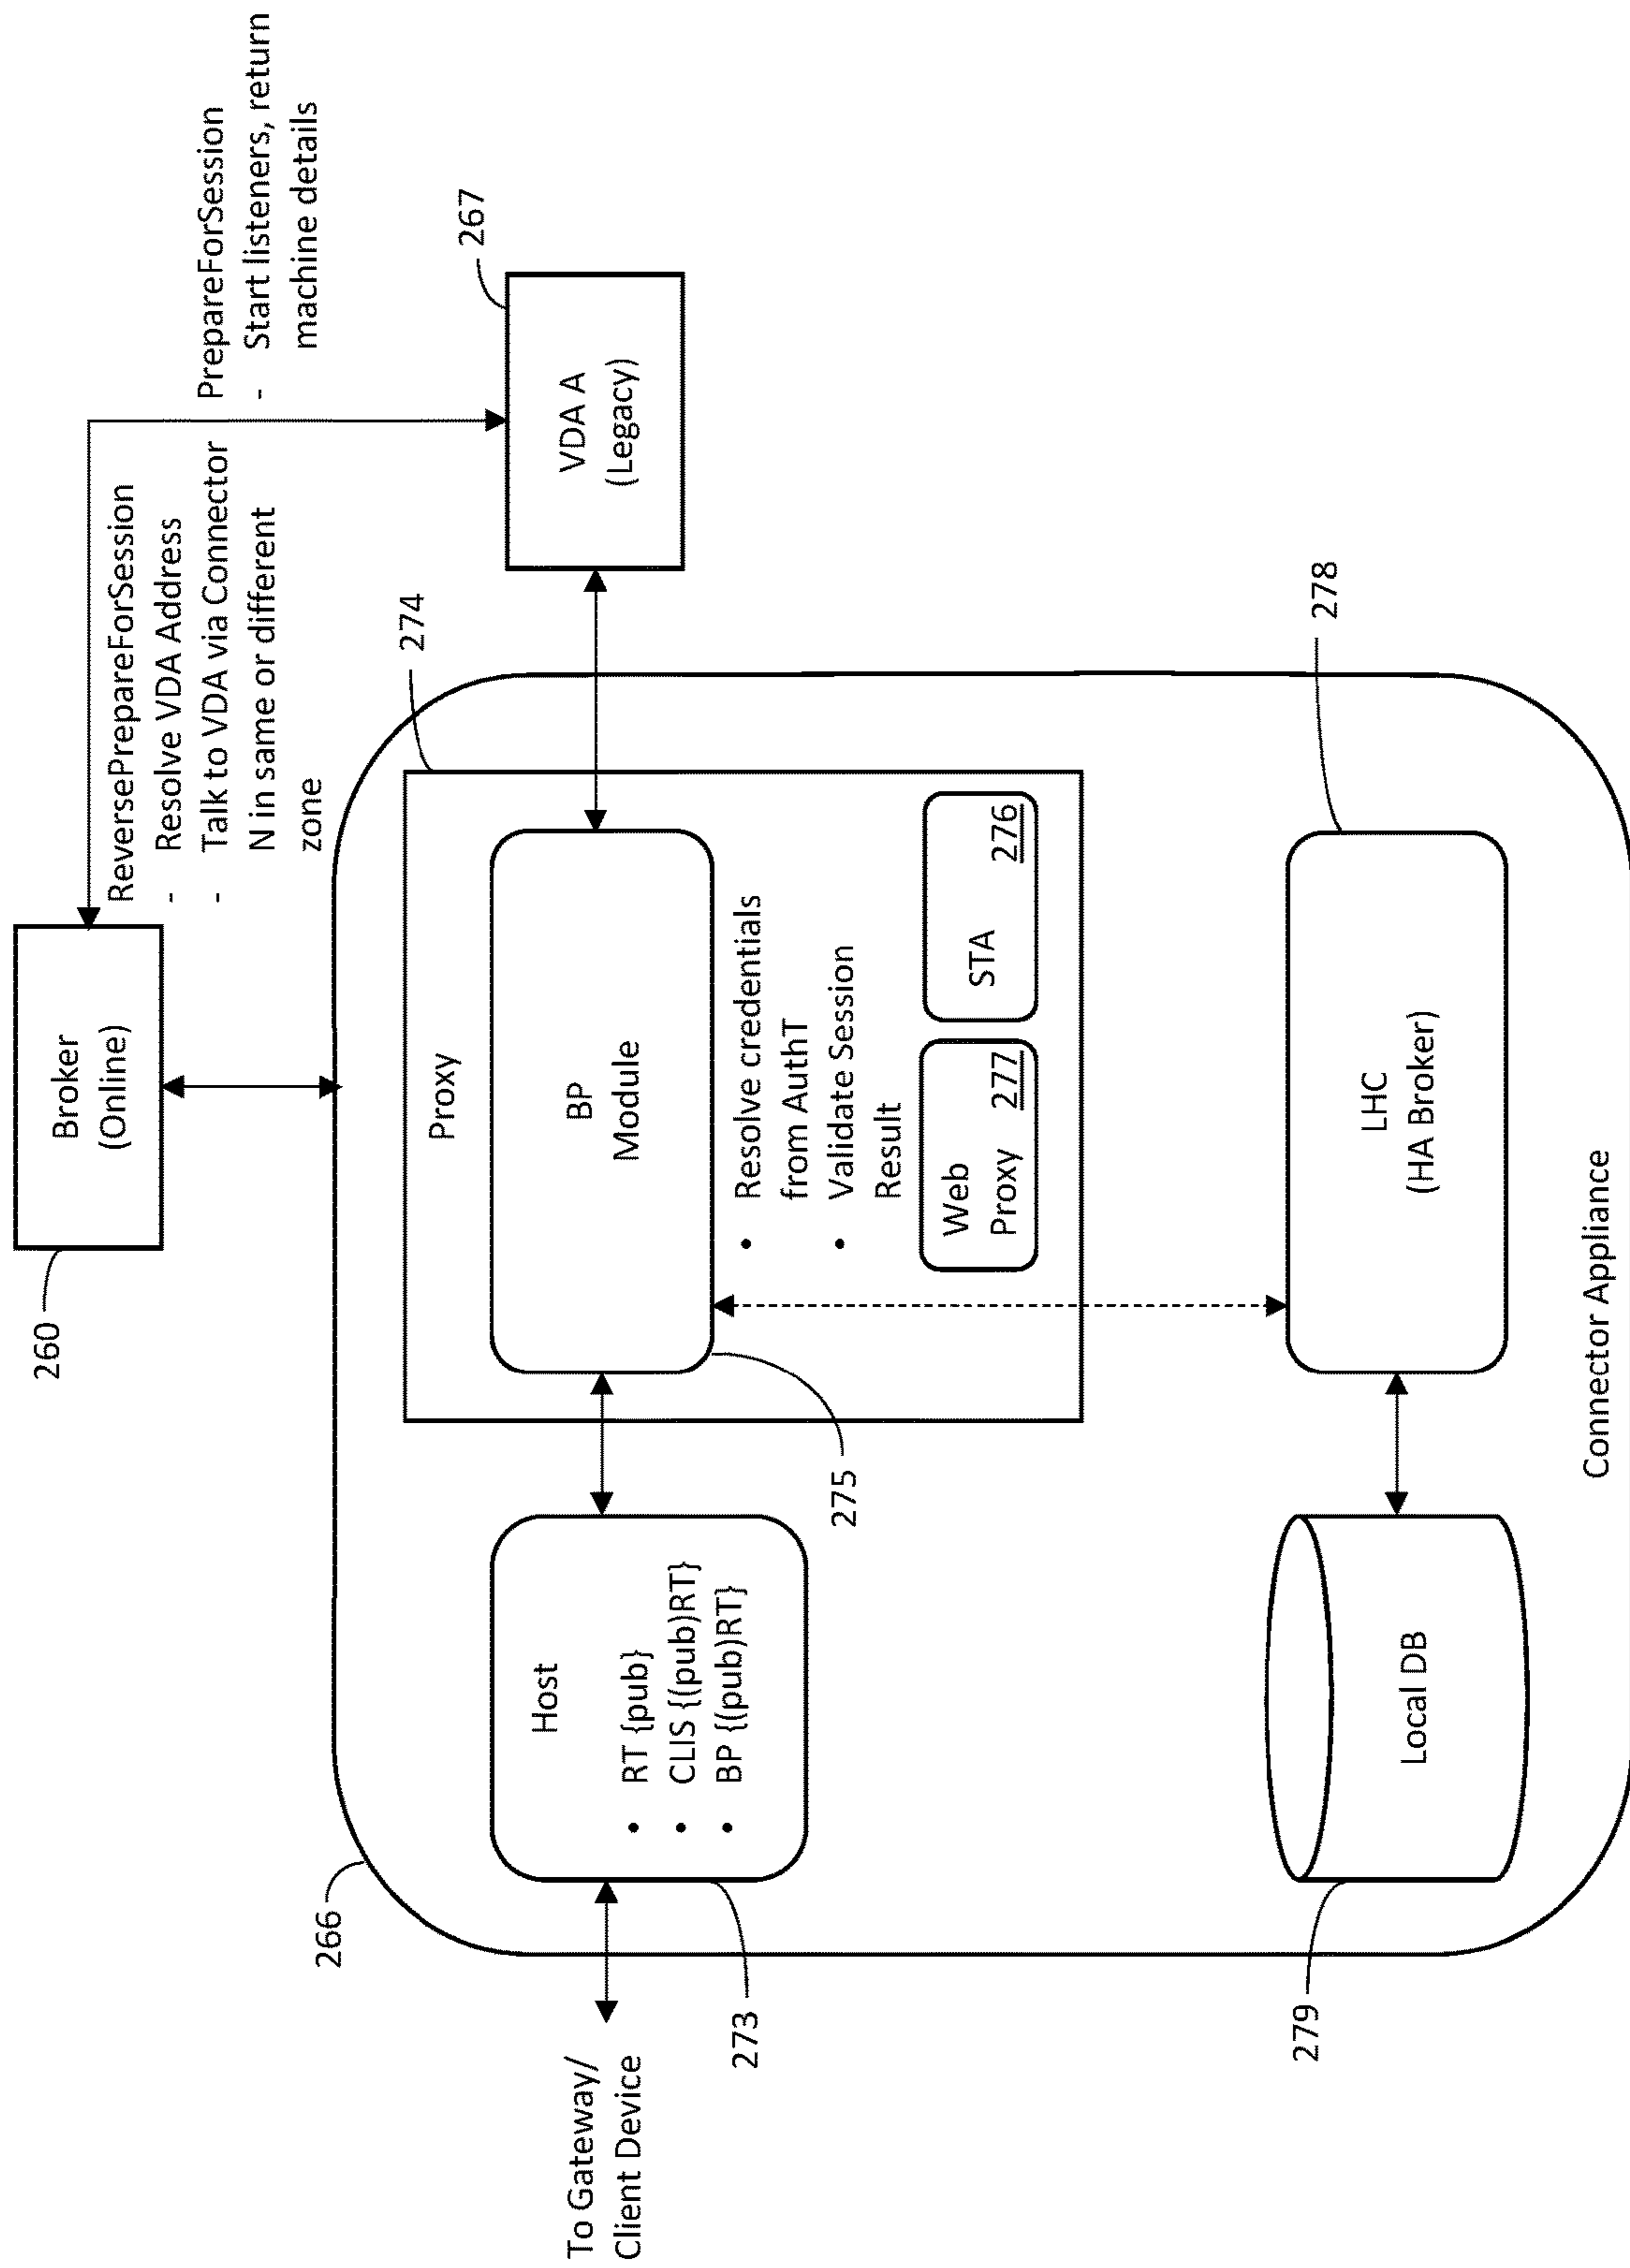 260
Broker
(Online)
ReversePrepareForSession
- Resolve VDA Address
- Talk to VDA via Connector
N in same or different
zone
PrepareForSession
- Start listeners, return
machine details
266
274
267
Proxy
VDA A
(Legacy)
To Gateway/
Client Device
Host
• RT {pub}
• CLIS {(pub)RT}
• BP {(pub)RT}
273
BP
Module
275
• Resolve credentials
from AuthT
• Validate Session
Result
Web
Proxy 277
STA
276
278
Local DB
279
LHC
(HA Broker)
Connector Appliance